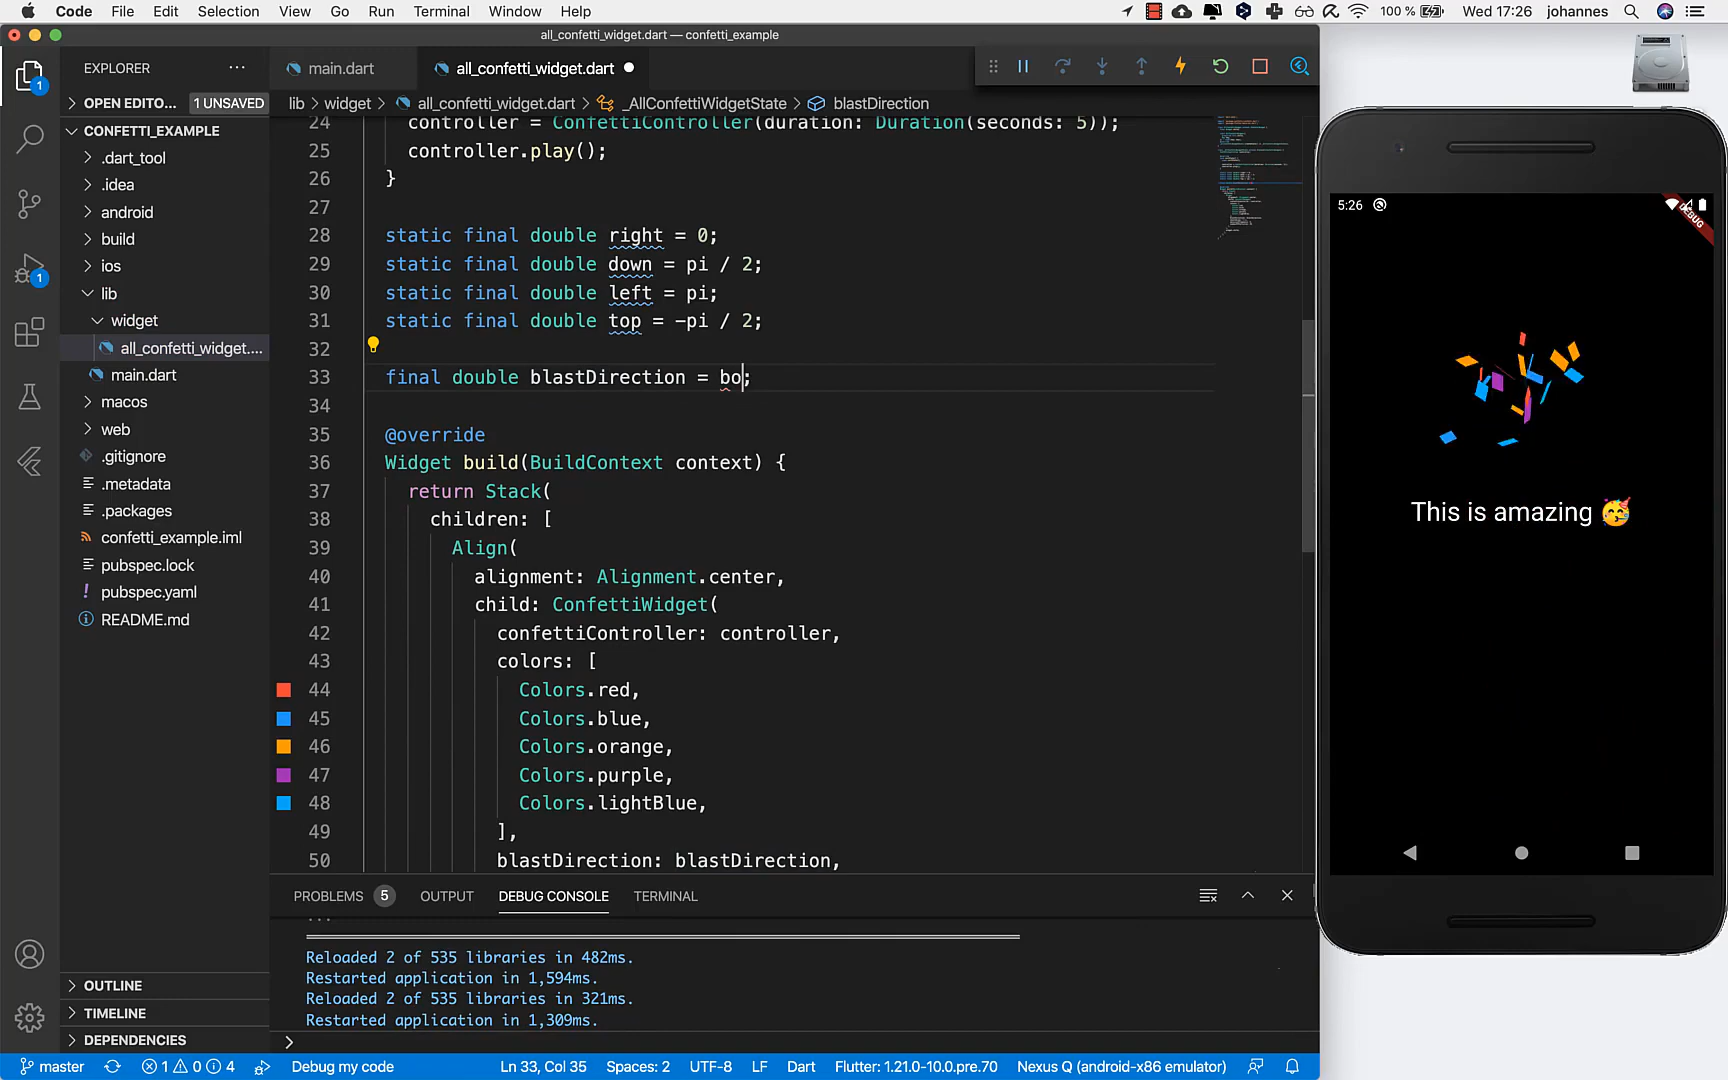 Code File Edit Selection View Go Run Terminal Window Help 100 % Wed 17:26 johannes
all_confetti_widget.dart — confetti_example
EXPLORER ···
main.dart
all_confetti_widget.dart
OPEN EDITO... 1 UNSAVED
lib > widget > all_confetti_widget.dart > _AllConfettiWidgetState > blastDirection
CONFETTI_EXAMPLE
.dart_tool
.idea
android
build
ios
lib
widget
all_confetti_widget....
main.dart
macos
web
.gitignore
.metadata
.packages
confetti_example.iml
pubspec.lock
pubspec.yaml
README.md
OUTLINE
TIMELINE
DEPENDENCIES
1
1
24 controller = ConfettiController(duration: Duration(seconds: 5));
25 controller.play();
26 }
27
28 static final double right = 0;
29 static final double down = pi / 2;
30 static final double left = pi;
31 static final double top = -pi / 2;
32
33 final double blastDirection = bo;
34
35 @override
36 Widget build(BuildContext context) {
37 return Stack(
38 children: [
39 Align(
40 alignment: Alignment.center,
41 child: ConfettiWidget(
42 confettiController: controller,
43 colors: [
44 Colors.red,
45 Colors.blue,
46 Colors.orange,
47 Colors.purple,
48 Colors.lightBlue,
49 ],
50 blastDirection: blastDirection,
PROBLEMS 5 OUTPUT DEBUG CONSOLE TERMINAL
Reloaded 2 of 535 libraries in 482ms.
Restarted application in 1,594ms.
Reloaded 2 of 535 libraries in 321ms.
Restarted application in 1,309ms.
>
master 1 0 4 Debug my code Ln 33, Col 35 Spaces: 2 UTF-8 LF Dart Flutter: 1.21.0-10.0.pre.70 Nexus Q (android-x86 emulator)
5:26
DEBUG
This is amazing 🥳